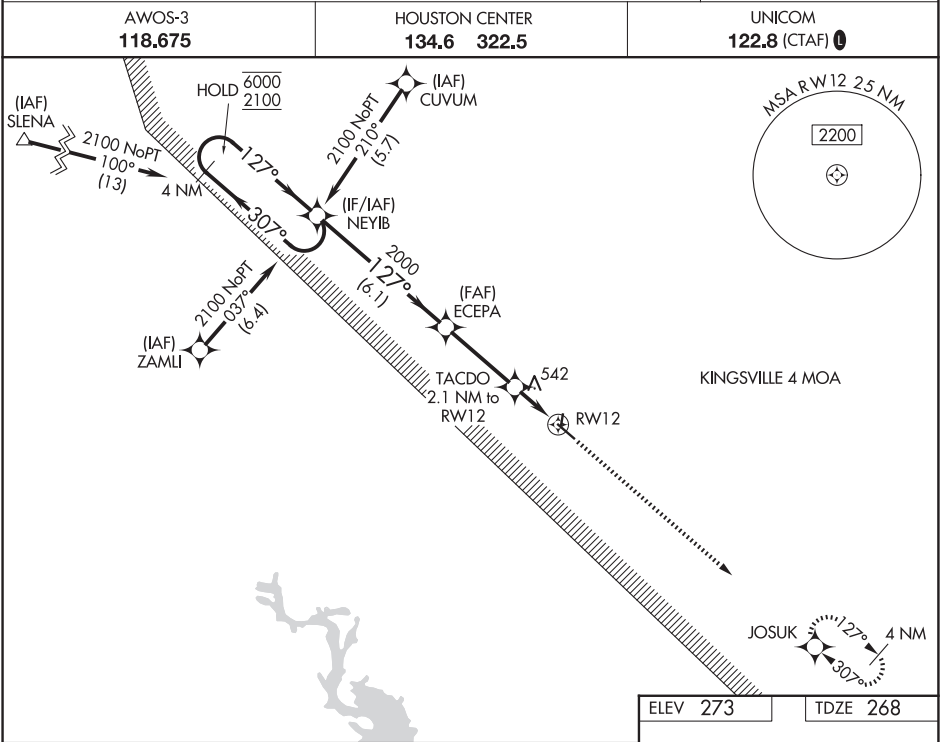 AWOS-3
118.675
HOUSTON CENTER
134.6 322.5
UNICOM
122.8 (CTAF) L
(IAF)
SLENA
2100 NoPT
100°
(13)
HOLD 6000
2100
4 NM
127°
307°
(IAF)
CUVUM
2100 NoPT
210°
(5.7)
(IF/IAF)
NEYIB
MSA RW12 25 NM
2200
2100 NoPT
037°
(6.4)
(IAF)
ZAMLI
2000
127°
(6.1)
(FAF)
ECEPA
TACDO
2.1 NM to
RW12
542
RW12
KINGSVILLE 4 MOA
JOSUK
127°
307°
4 NM
ELEV 273
TDZE 268